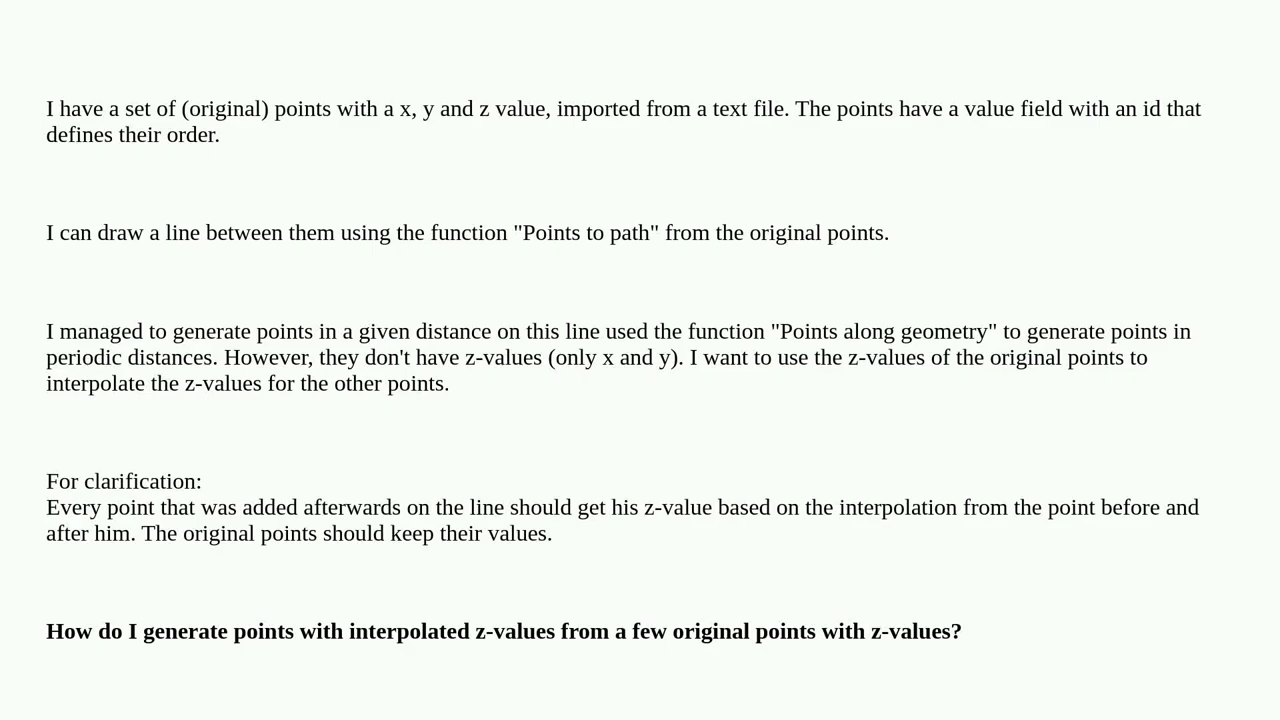 I have a set of (original) points with a x, y and z value, imported from a text file. The points have a value field with an id that
defines their order.
I can draw a line between them using the function "Points to path" from the original points.
I managed to generate points in a given distance on this line used the function "Points along geometry" to generate points in
periodic distances. However, they don't have z-values (only x and y). I want to use the z-values of the original points to
interpolate the z-values for the other points.
For clarification:
Every point that was added afterwards on the line should get his z-value based on the interpolation from the point before and
after him. The original points should keep their values.
How do I generate points with interpolated z-values from a few original points with z-values?